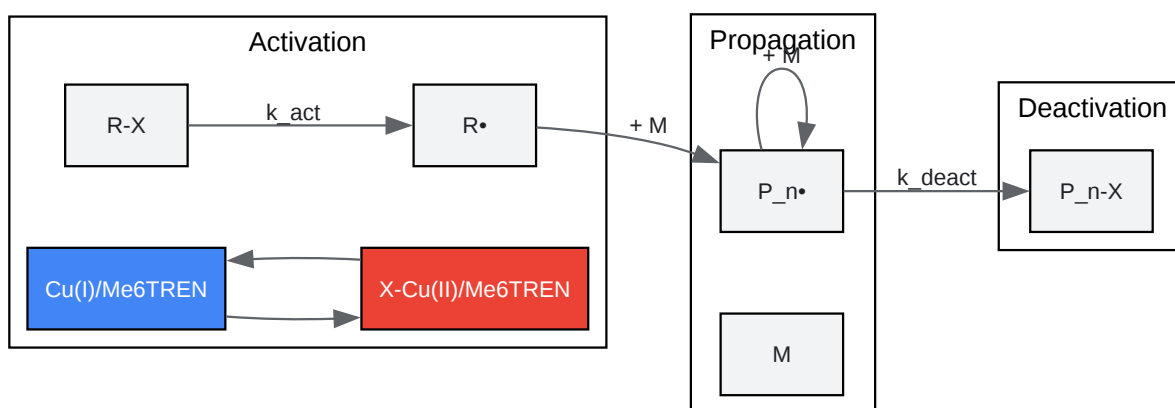 Activation
R-X
k_act
R•
+ M
Cu(I)/Me6TREN
X-Cu(II)/Me6TREN
Propagation
+ M
P_n•
k_deact
M
Deactivation
P_n-X